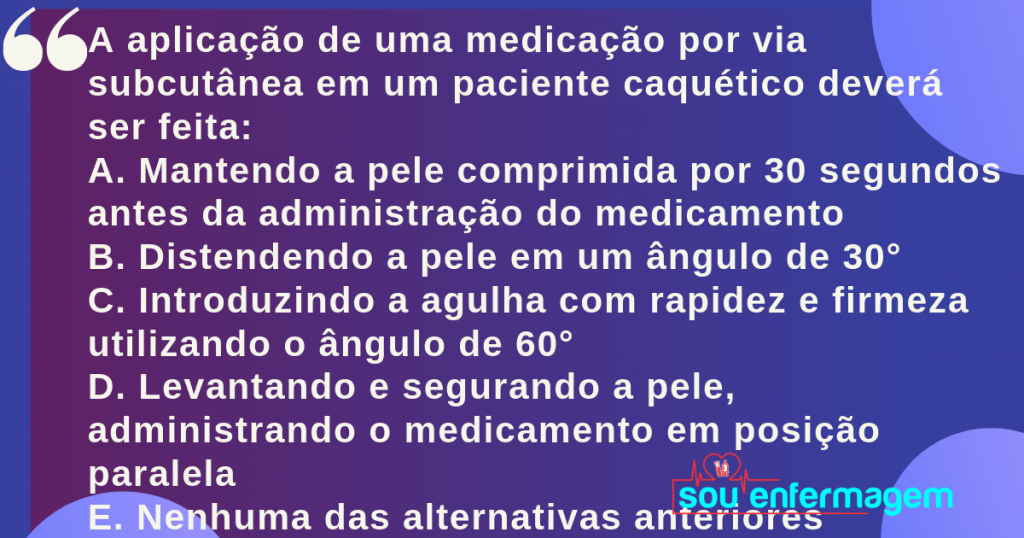 A aplicação de uma medicação por via
subcutânea em um paciente caquético deverá
ser feita:
A. Mantendo a pele comprimida por 30 segundos
antes da administração do medicamento
B. Distendendo a pele em um ângulo de 30°
C. Introduzindo a agulha com rapidez e firmeza
utilizando o ângulo de 60°
D. Levantando e segurando a pele,
administrando o medicamento em posição
paralela
E. Nenhuma das alternativas anteriores
sou enfermagem